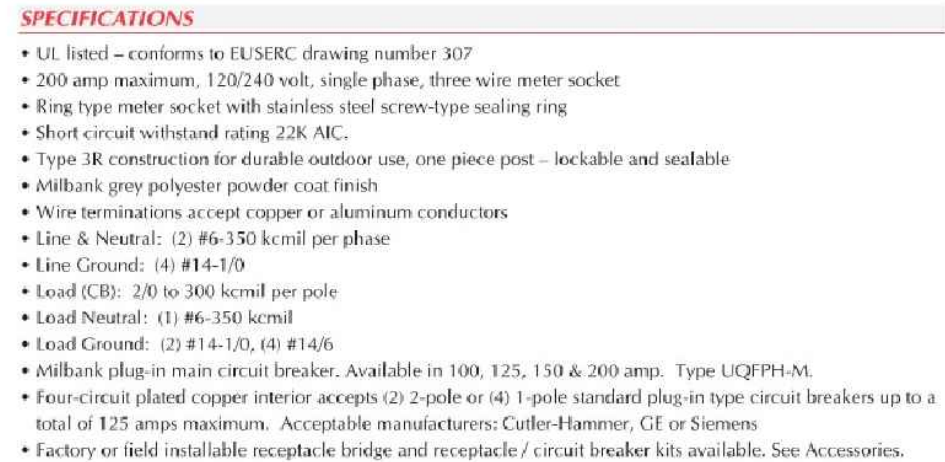 SPECIFICATIONS
• UL listed – conforms to EUSERC drawing number 307
• 200 amp maximum, 120/240 volt, single phase, three wire meter socket
• Ring type meter socket with stainless steel screw-type sealing ring
• Short circuit withstand rating 22K AIC.
• Type 3R construction for durable outdoor use, one piece post – lockable and sealable
• Milbank grey polyester powder coat finish
• Wire terminations accept copper or aluminum conductors
• Line & Neutral: (2) #6-350 kcmil per phase
• Line Ground: (4) #14-1/0
• Load (CB): 2/0 to 300 kcmil per pole
• Load Neutral: (1) #6-350 kcmil
• Load Ground: (2) #14-1/0, (4) #14/6
• Milbank plug-in main circuit breaker. Available in 100, 125, 150 & 200 amp. Type UQFPH-M.
• Four-circuit plated copper interior accepts (2) 2-pole or (4) 1-pole standard plug-in type circuit breakers up to a
total of 125 amps maximum. Acceptable manufacturers: Cutler-Hammer, GE or Siemens
• Factory or field installable receptacle bridge and receptacle / circuit breaker kits available. See Accessories.